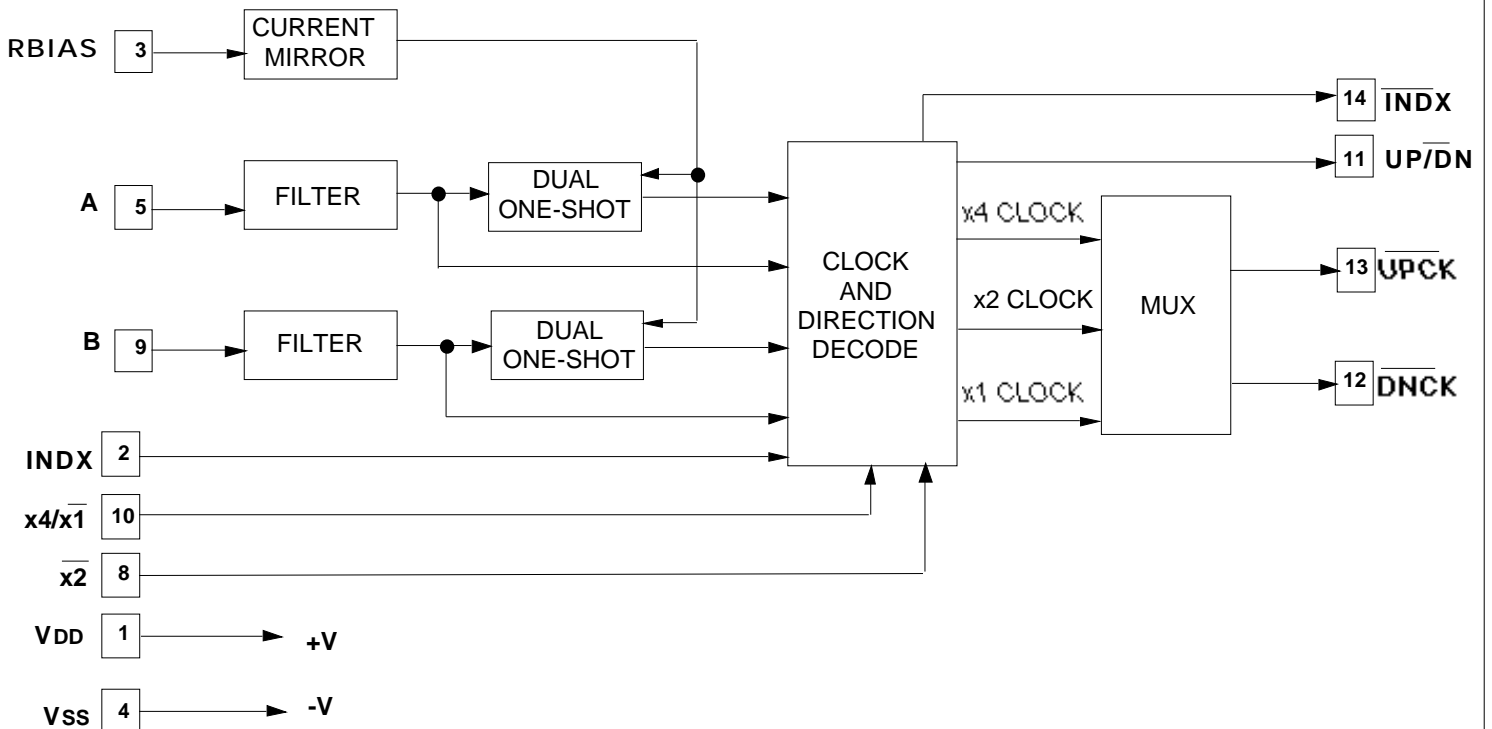 RBIAS 3
CURRENT
MIRROR
14 INDX
11 UP/DN
A 5
FILTER
DUAL
ONE-SHOT
x4 CLOCK
CLOCK
AND
DIRECTION
DECODE
x2 CLOCK
MUX
13 UPCK
B 9
FILTER
DUAL
ONE-SHOT
x1 CLOCK
12 DNCK
INDX 2
x4/x1 10
x2 8
VDD 1 +V
VSS 4 -V